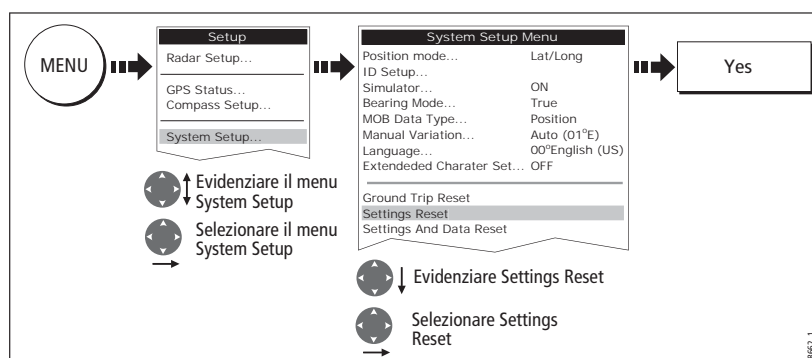 MENU
Setup
Radar Setup...
GPS Status...
Compass Setup...
System Setup...
Evidenziare il menu
System Setup
Selezionare il menu
System Setup
System Setup Menu
Position mode... Lat/Long
ID Setup...
Simulator... ON
Bearing Mode... True
MOB Data Type... Position
Manual Variation... Auto (01°E)
Language... 00°English (US)
Extendeded Charater Set... OFF
Ground Trip Reset
Settings Reset
Settings And Data Reset
Evidenziare Settings Reset
Selezionare Settings
Reset
Yes